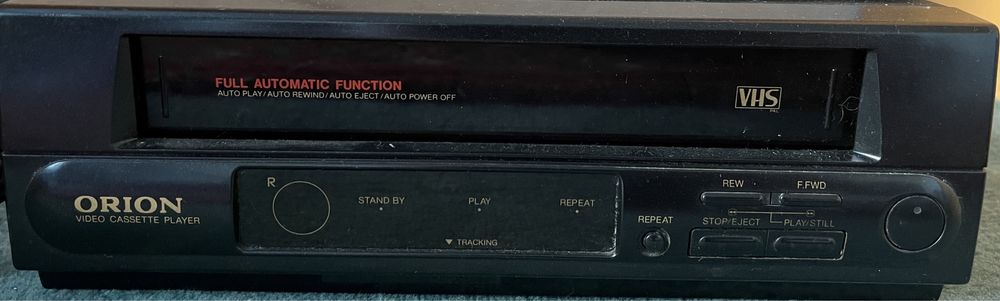 FULL AUTOMATIC FUNCTION
AUTO PLAY/AUTO REWIND/AUTO EJECT/AUTO POWER OFF
VHS
PAL
ORION
VIDEO CASSETTE PLAYER
R
STAND BY
PLAY
REPEAT
▼ TRACKING
REPEAT
REW
F.FWD
STOP/EJECT
PLAY/STILL